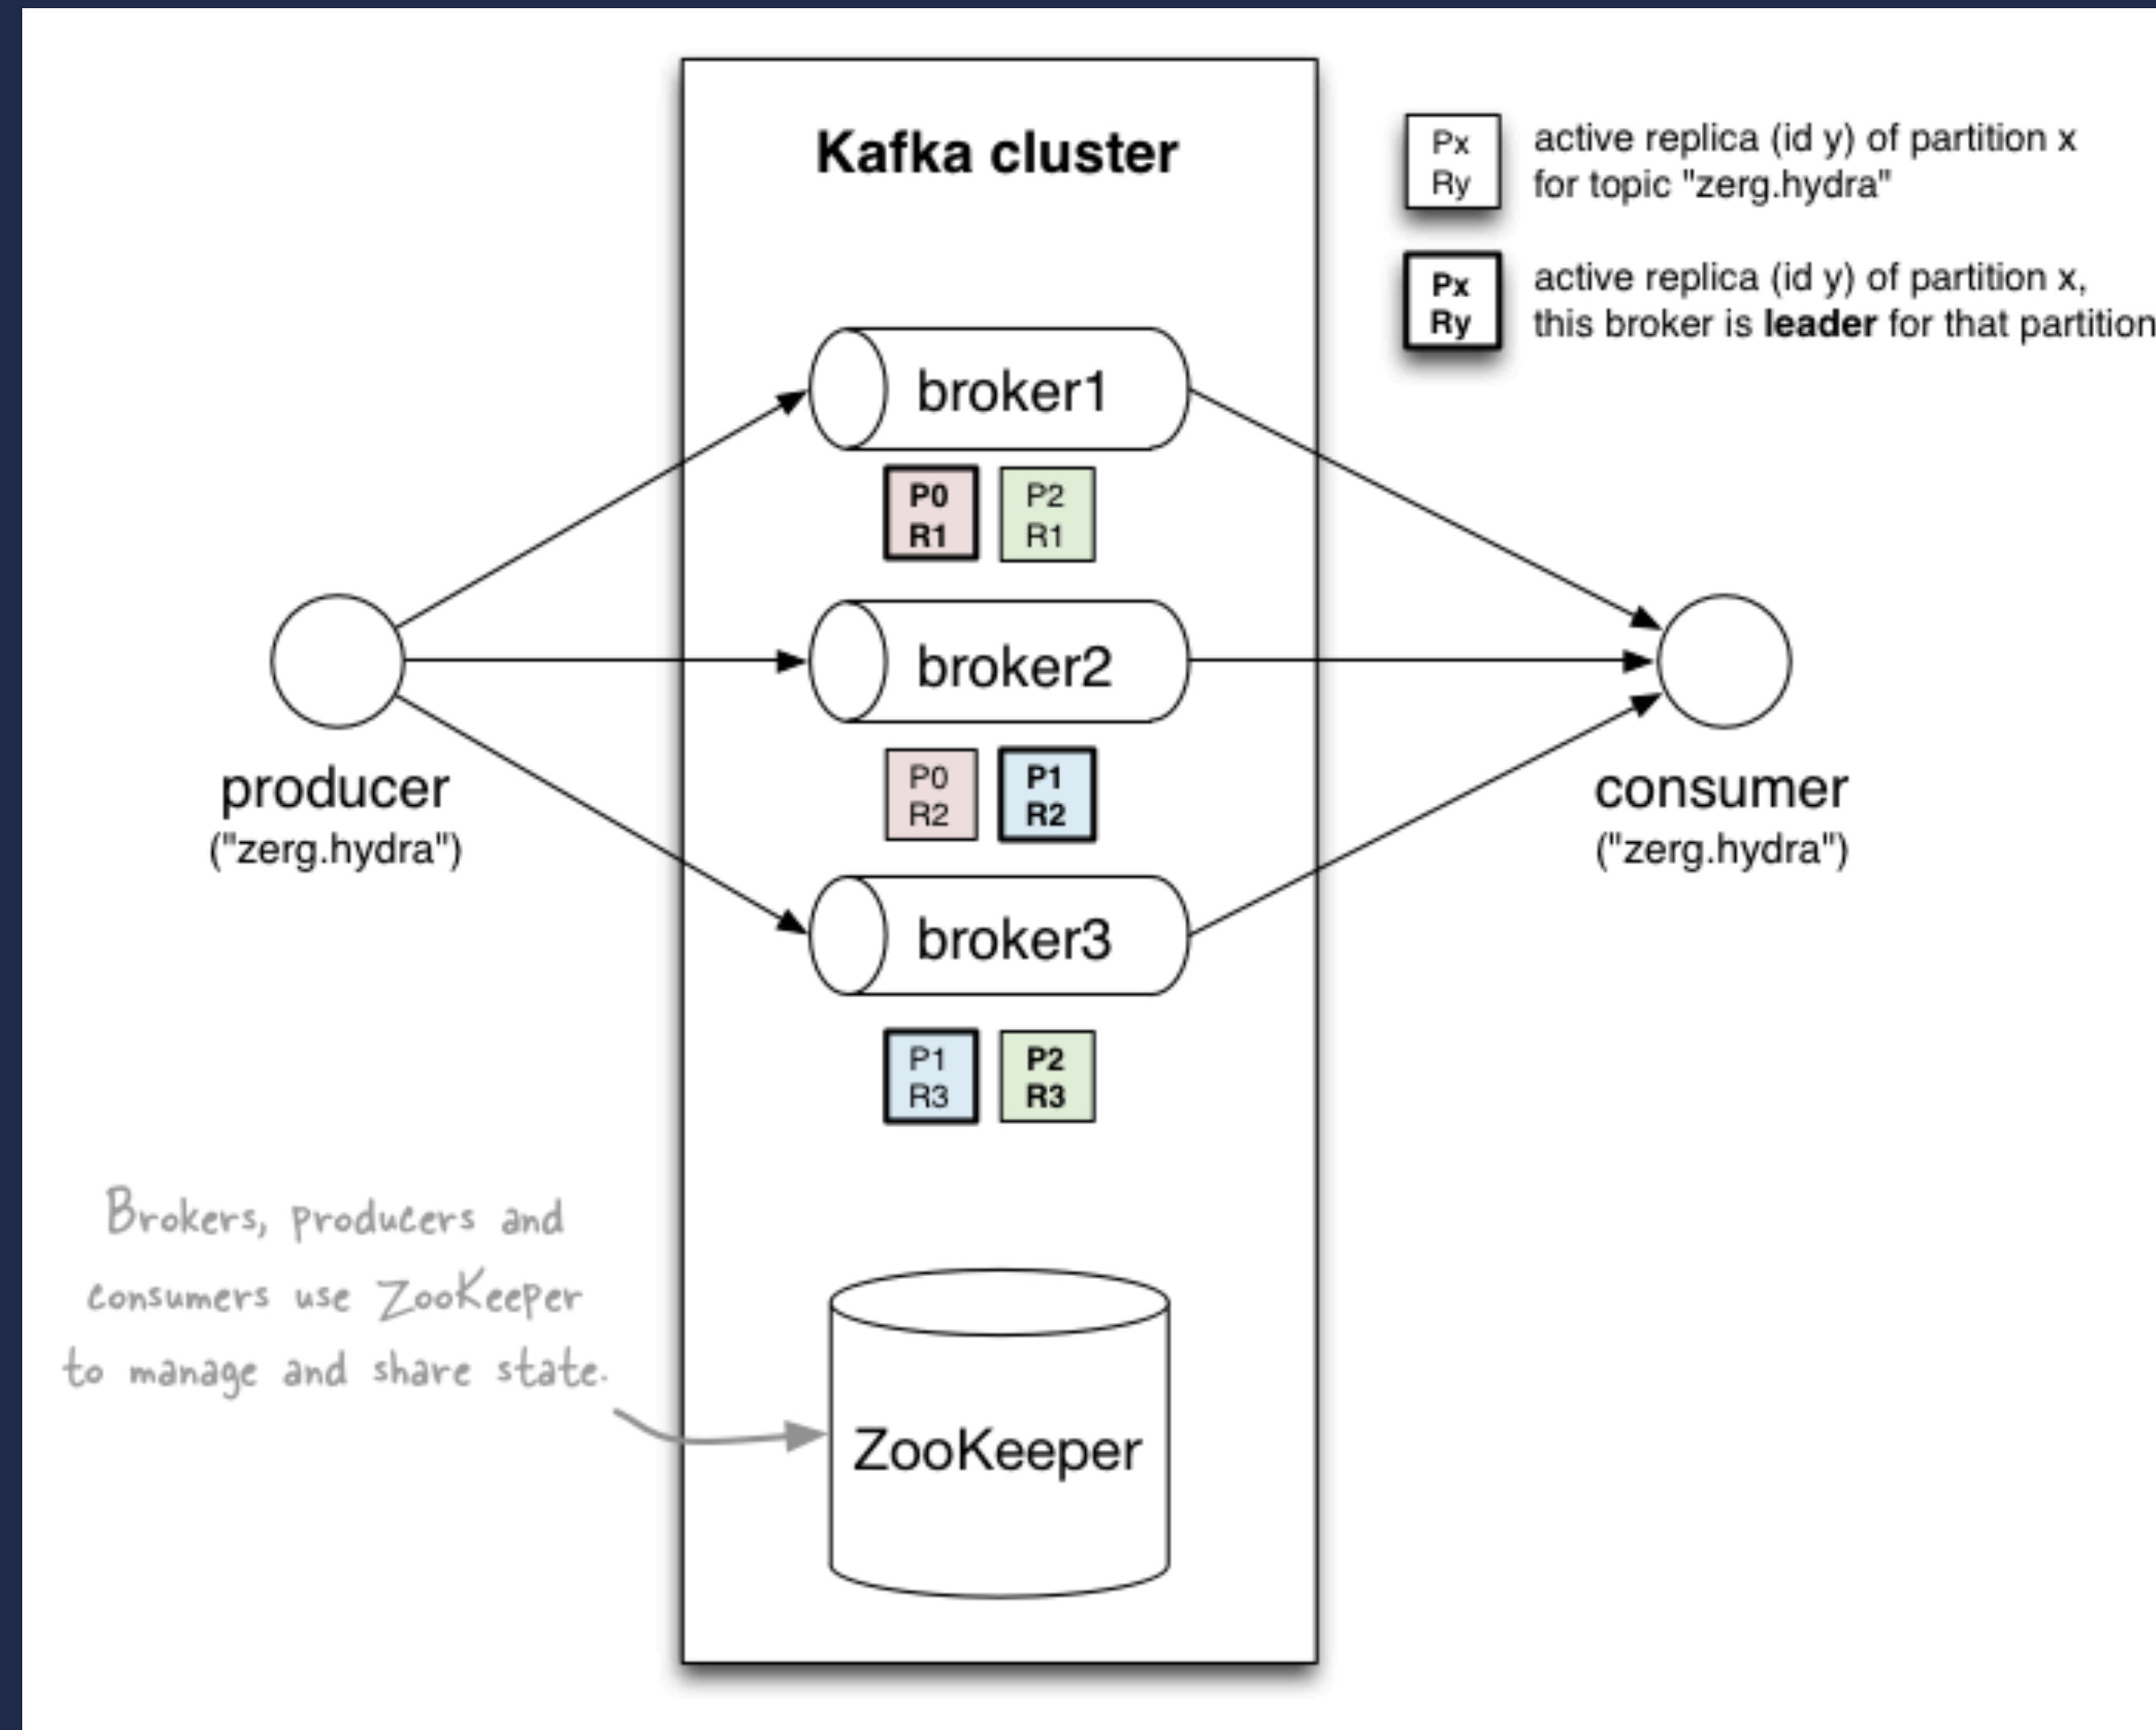 Kafka cluster
Px
Ry
active replica (id y) of partition x
for topic "zerg.hydra"
Px
Ry
active replica (id y) of partition x,
this broker is leader for that partition
broker1
P0
R1
P2
R1
broker2
P0
R2
P1
R2
broker3
P1
R3
P2
R3
producer
("zerg.hydra")
consumer
("zerg.hydra")
Brokers, producers and
consumers use ZooKeeper
to manage and share state.
ZooKeeper